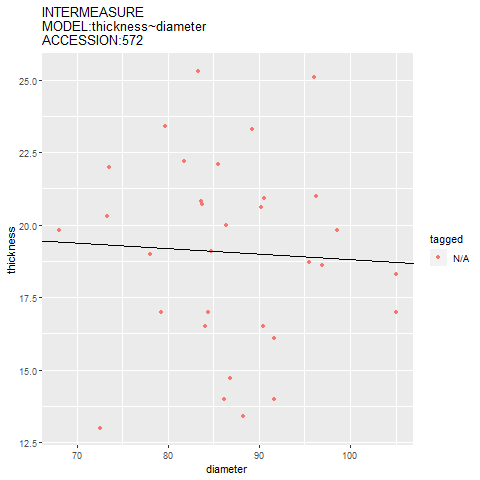 INTERMEASURE
MODEL:thickness~diameter
ACCESSION:572
25.0
22.5
20.0
17.5
15.0
12.5
thickness
70 80 90 100
diameter
tagged
N/A